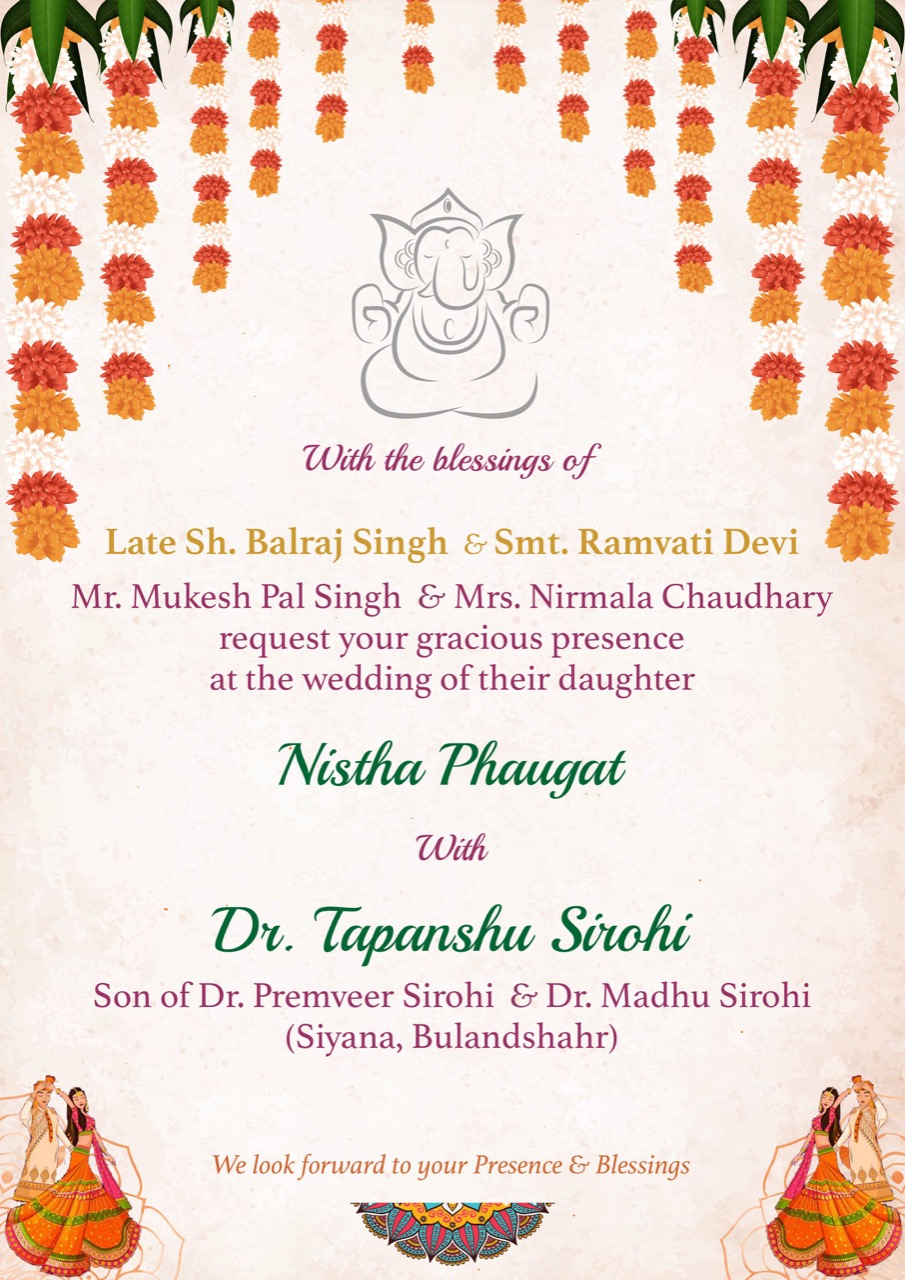 With the blessings of
Late Sh. Balraj Singh & Smt. Ramvati Devi
Mr. Mukesh Pal Singh & Mrs. Nirmala Chaudhary
request your gracious presence
at the wedding of their daughter
Nistha Phaugat
With
Dr. Tapanshu Sirohi
Son of Dr. Premveer Sirohi & Dr. Madhu Sirohi
(Siyana, Bulandshahr)
We look forward to your Presence & Blessings